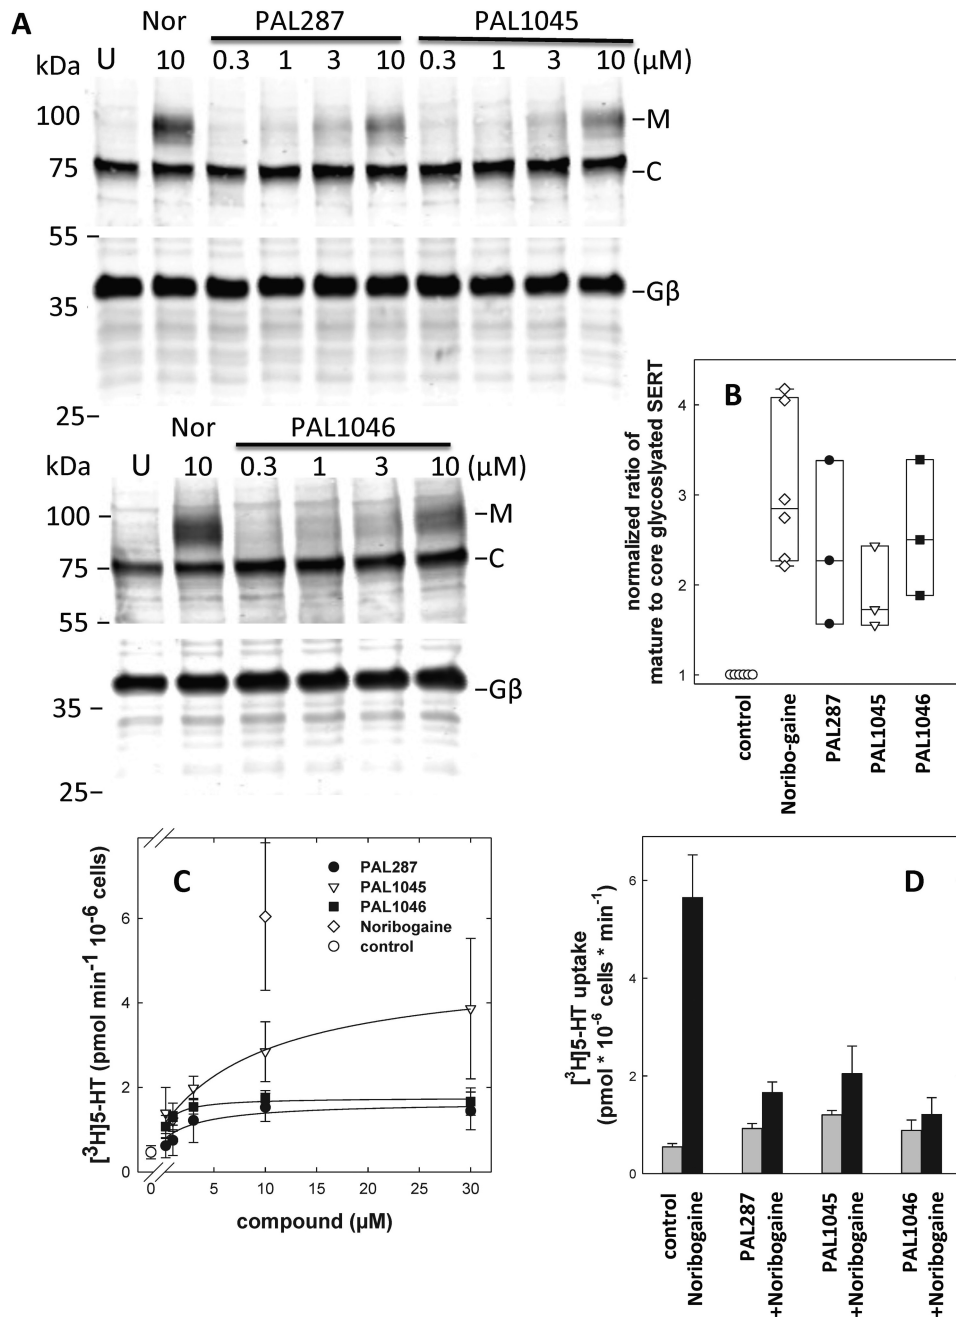 A
Nor PAL287 PAL1045
kDa U 10 0.3 1 3 10 0.3 1 3 10 (μM)
100 –M
75 –C
55 –
35 –Gβ
25 –
Nor PAL1046
kDa U 10 0.3 1 3 10 (μM)
100 – –M
75 – –C
55 –
–Gβ
35 –
25 –
B
normalized ratio of
mature to core glycoslyated SERT
4
3
2
1
control
Noribo-gaine
PAL287
PAL1045
PAL1046
C
[³H]5-HT (pmol min⁻¹ 10⁻⁶ cells)
6
4
2
0
PAL287
PAL1045
PAL1046
Noribogaine
control
0 5 10 15 20 25 30
compound (μM)
D
[³H]5-HT uptake
(pmol * 10⁻⁶ cells * min⁻¹)
6
4
2
0
control
Noribogaine
PAL287
+Noribogaine
PAL1045
+Noribogaine
PAL1046
+Noribogaine